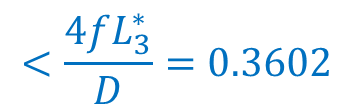 < 4fL₃*/D = 0.3602